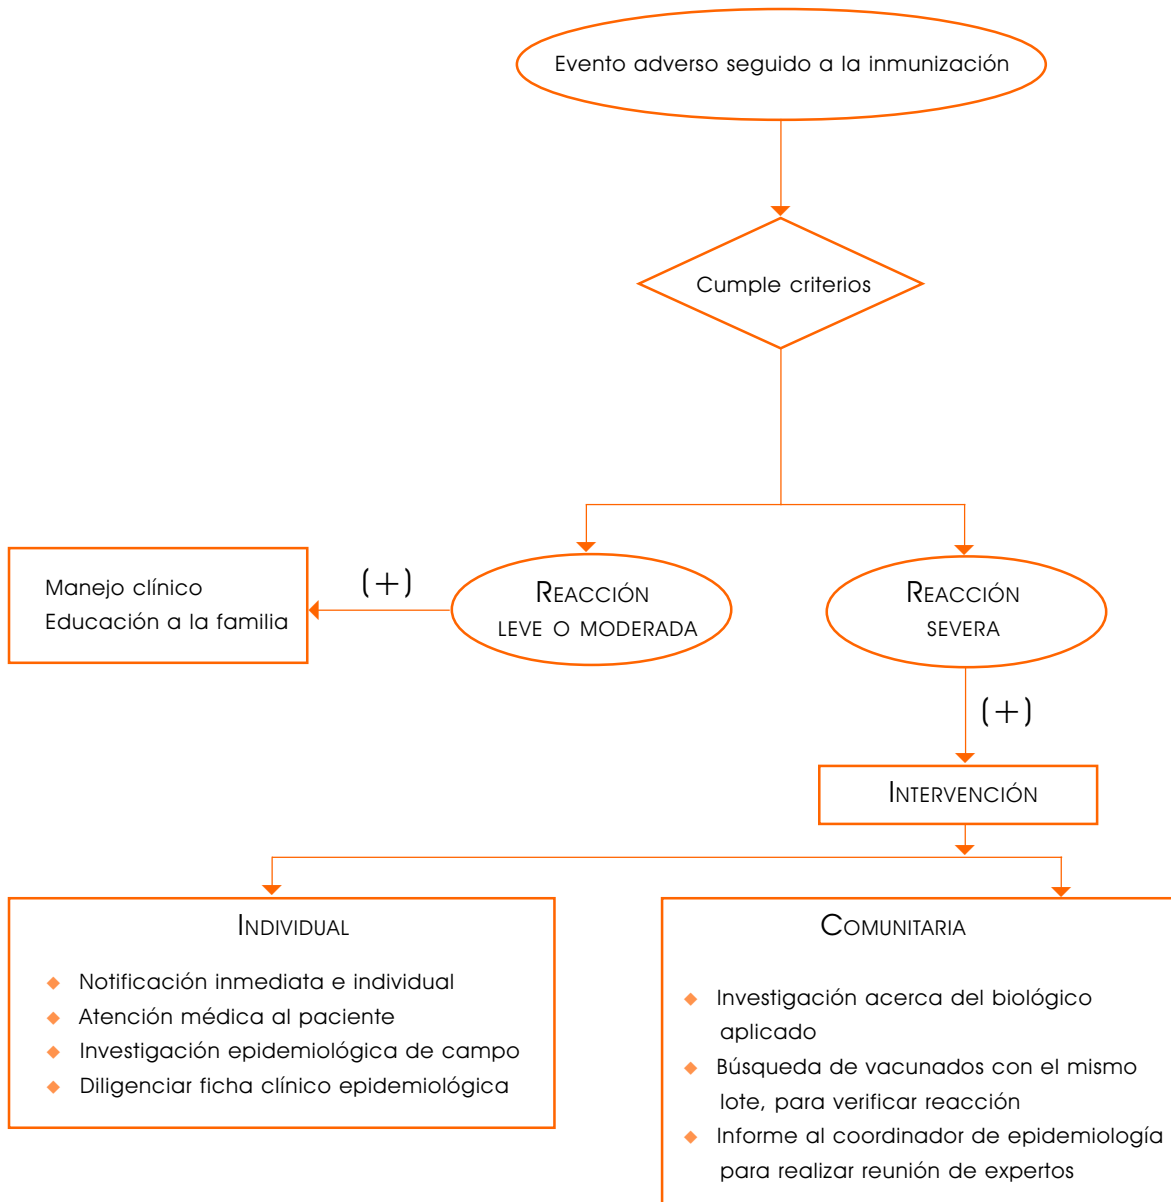 Evento adverso seguido a la inmunización
Cumple criterios
Manejo clínico
Educación a la familia
(+)
REACCIÓN
LEVE O MODERADA
REACCIÓN
SEVERA
(+)
INTERVENCIÓN
INDIVIDUAL
◆ Notificación inmediata e individual
◆ Atención médica al paciente
◆ Investigación epidemiológica de campo
◆ Diligenciar ficha clínico epidemiológica
COMUNITARIA
◆ Investigación acerca del biológico
aplicado
◆ Búsqueda de vacunados con el mismo
lote, para verificar reacción
◆ Informe al coordinador de epidemiología
para realizar reunión de expertos